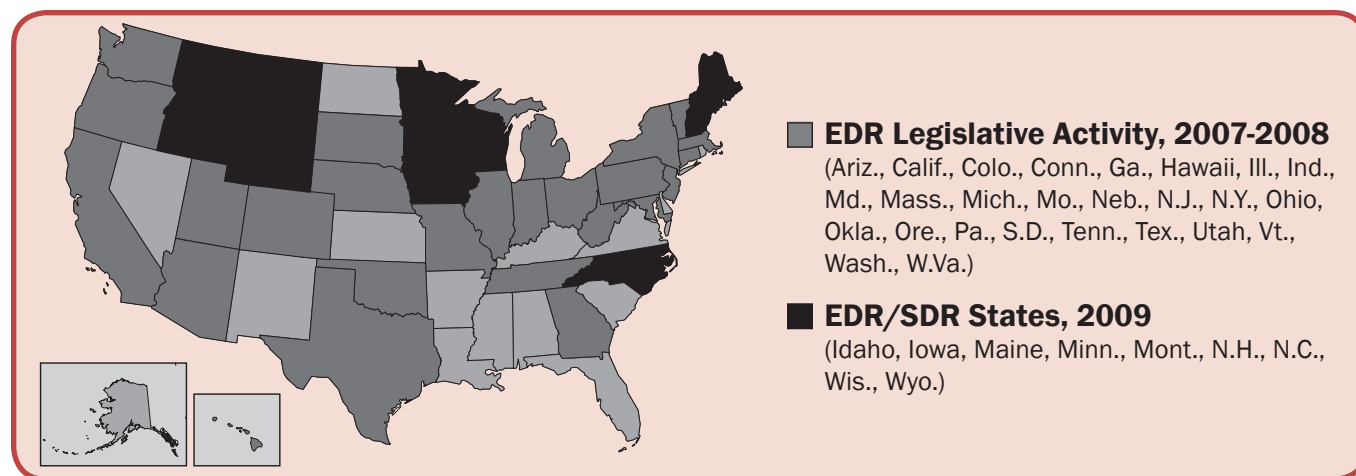 EDR Legislative Activity, 2007-2008
(Ariz., Calif., Colo., Conn., Ga., Hawaii, Ill., Ind.,
Md., Mass., Mich., Mo., Neb., N.J., N.Y., Ohio,
Okla., Ore., Pa., S.D., Tenn., Tex., Utah, Vt.,
Wash., W.Va.)
EDR/SDR States, 2009
(Idaho, Iowa, Maine, Minn., Mont., N.H., N.C.,
Wis., Wyo.)